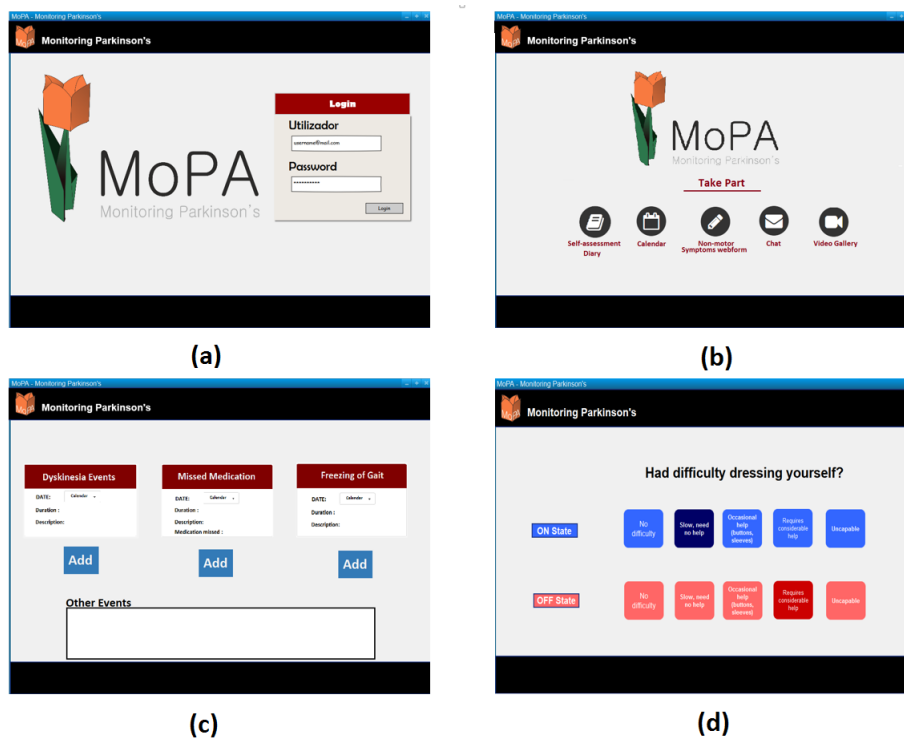 MoPA - Monitoring Parkinson's
MoPA
Monitoring Parkinson's
MoPA
Monitoring Parkinson's
Login
Utilizador
username@mail.com
Password
**********
Login
(a)
MoPA - Monitoring Parkinson's
MoPA
Monitoring Parkinson's
MoPA
Monitoring Parkinson's
Take Part
Self-assessment
Diary
Calendar
Non-motor
Symptoms webform
Chat
Video Gallery
(b)
MoPA - Monitoring Parkinson's
MoPA
Monitoring Parkinson's
Dyskinesia Events
DATE: Calendar
Duration :
Description:
Add
Missed Medication
DATE: Calendar
Duration :
Description:
Medication missed :
Add
Freezing of Gait
DATE: Calendar
Duration :
Description:
Add
Other Events
(c)
MoPA - Monitoring Parkinson's
MoPA
Monitoring Parkinson's
Had difficulty dressing yourself?
ON State
No
difficulty
Slow, need
no help
Occasional
help
(buttons,
sleeves)
Requires
considerable
help
Uncapable
OFF State
No
difficulty
Slow, need
no help
Occasional
help
(buttons,
sleeves)
Requires
considerable
help
Uncapable
(d)